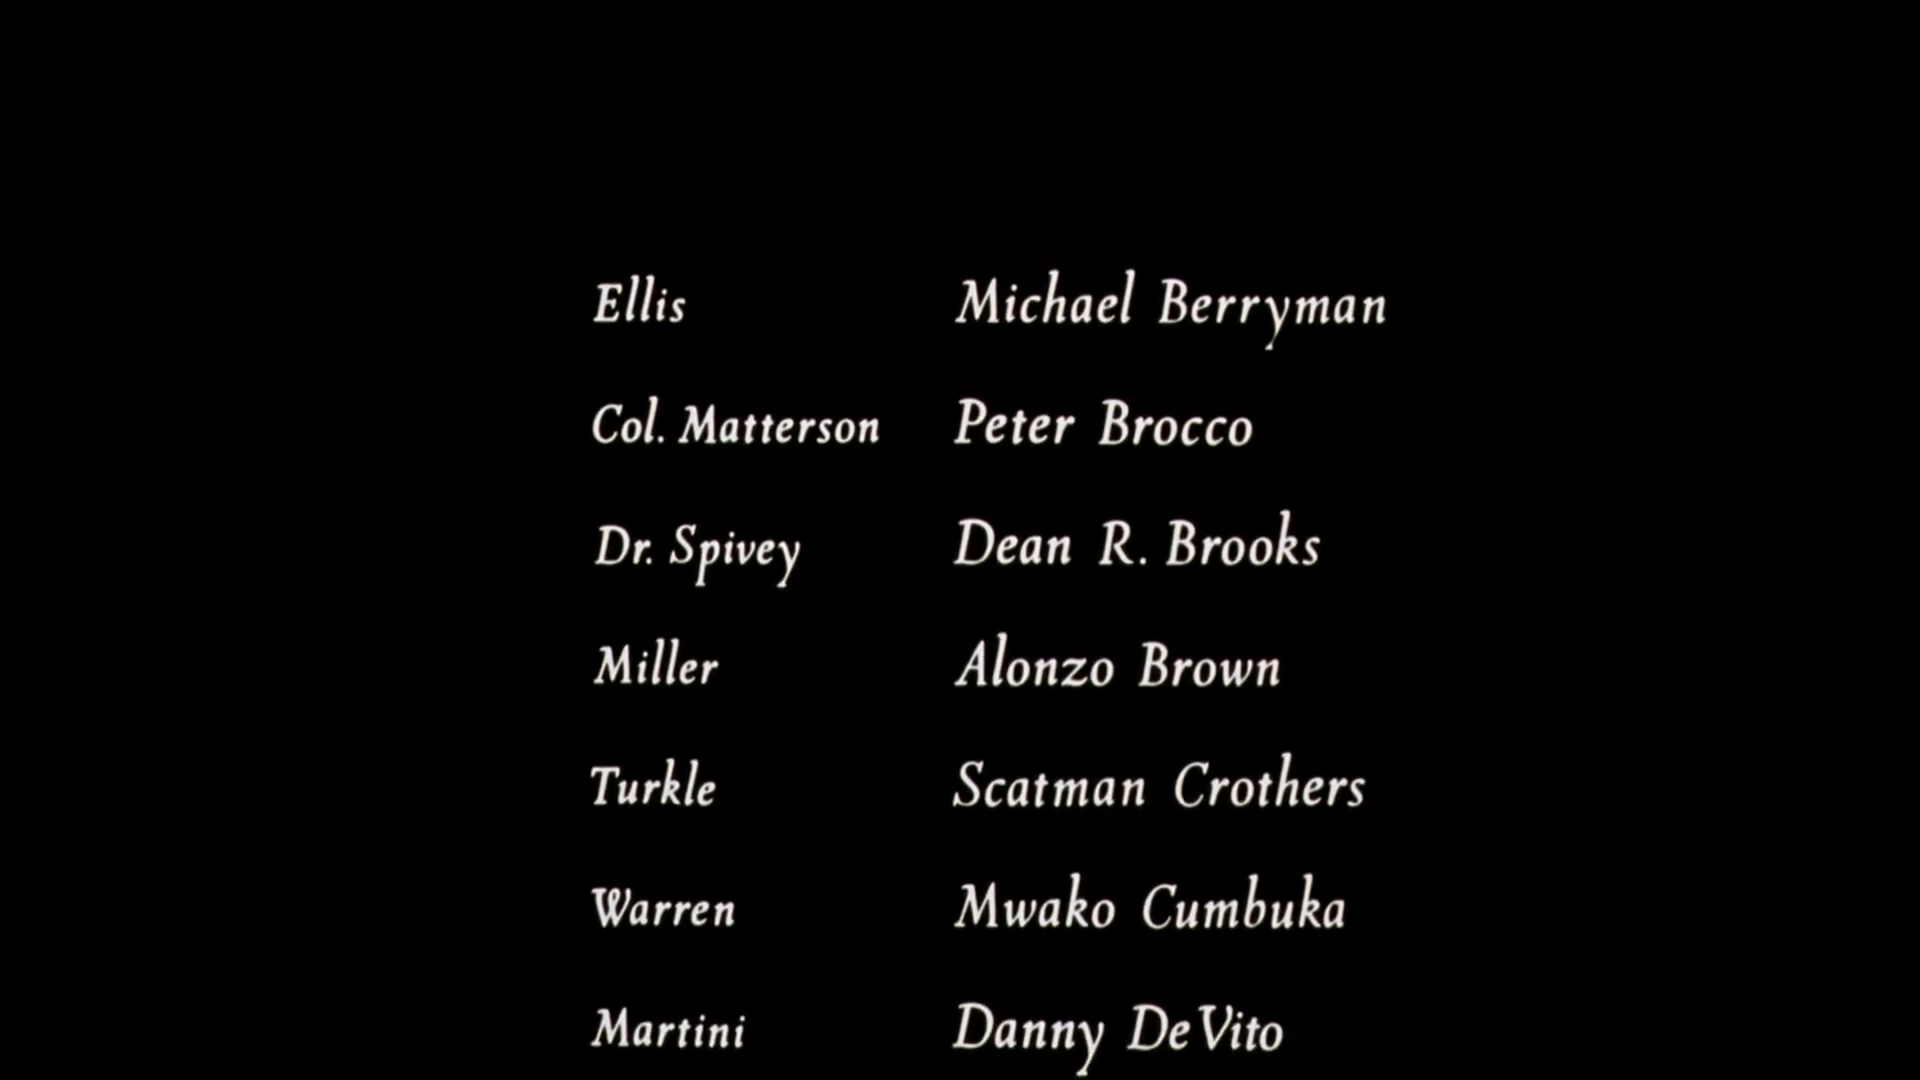 Ellis Michael Berryman
Col. Matterson Peter Brocco
Dr. Spivey Dean R. Brooks
Miller Alonzo Brown
Turkle Scatman Crothers
Warren Mwako Cumbuka
Martini Danny DeVito